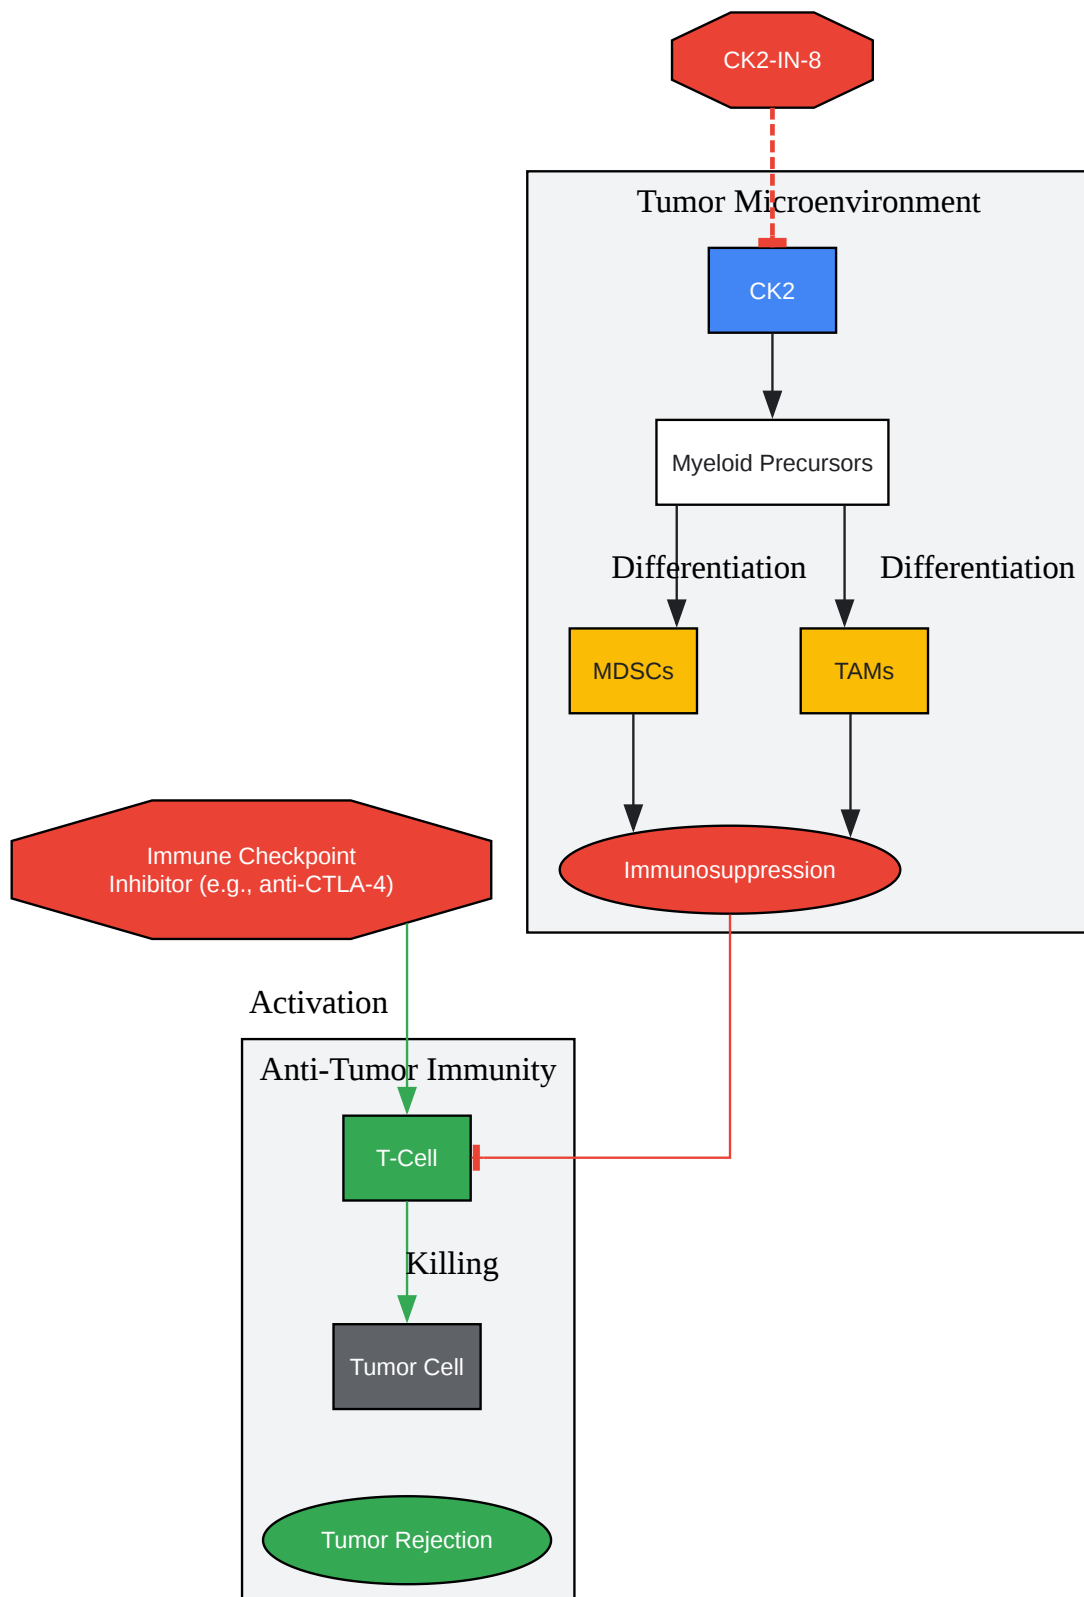 CK2-IN-8
Tumor Microenvironment
CK2
Myeloid Precursors
Differentiation
Differentiation
MDSCs
TAMs
Immune Checkpoint
Inhibitor (e.g., anti-CTLA-4)
Immunosuppression
Activation
Anti-Tumor Immunity
T-Cell
Killing
Tumor Cell
Tumor Rejection